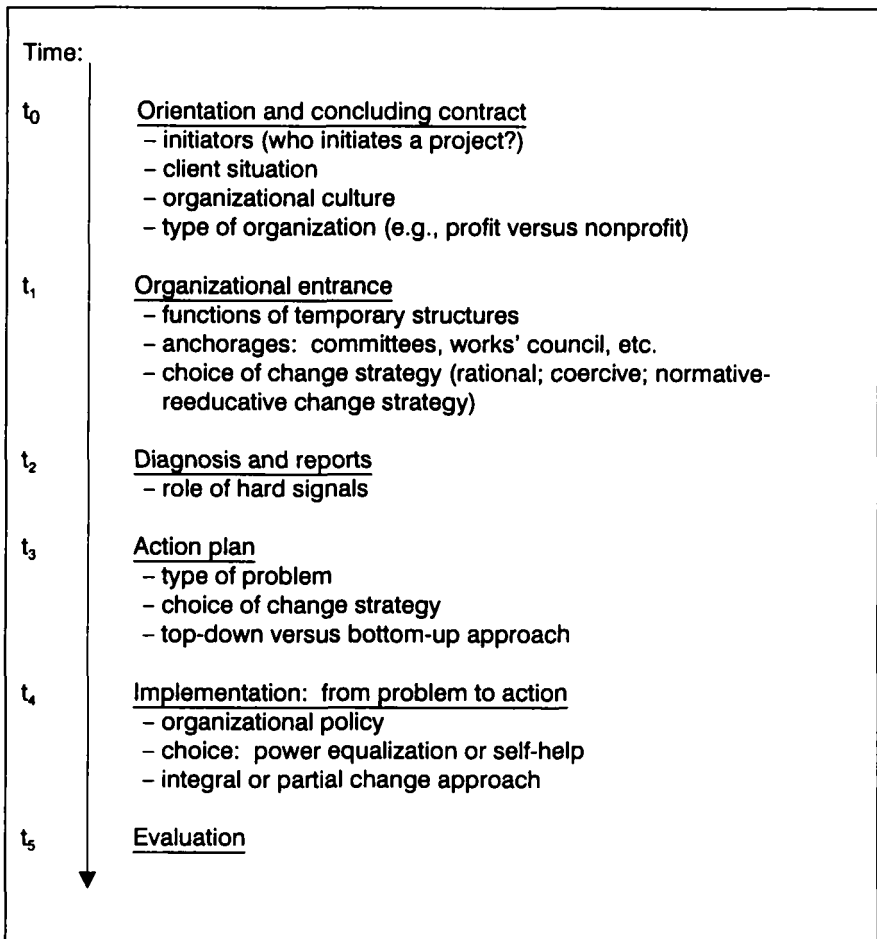 Time:
t₀ Orientation and concluding contract
– initiators (who initiates a project?)
– client situation
– organizational culture
– type of organization (e.g., profit versus nonprofit)
t₁ Organizational entrance
– functions of temporary structures
– anchorages: committees, works' council, etc.
– choice of change strategy (rational; coercive; normative-
reeducative change strategy)
t₂ Diagnosis and reports
– role of hard signals
t₃ Action plan
– type of problem
– choice of change strategy
– top-down versus bottom-up approach
t₄ Implementation: from problem to action
– organizational policy
– choice: power equalization or self-help
– integral or partial change approach
t₅ Evaluation